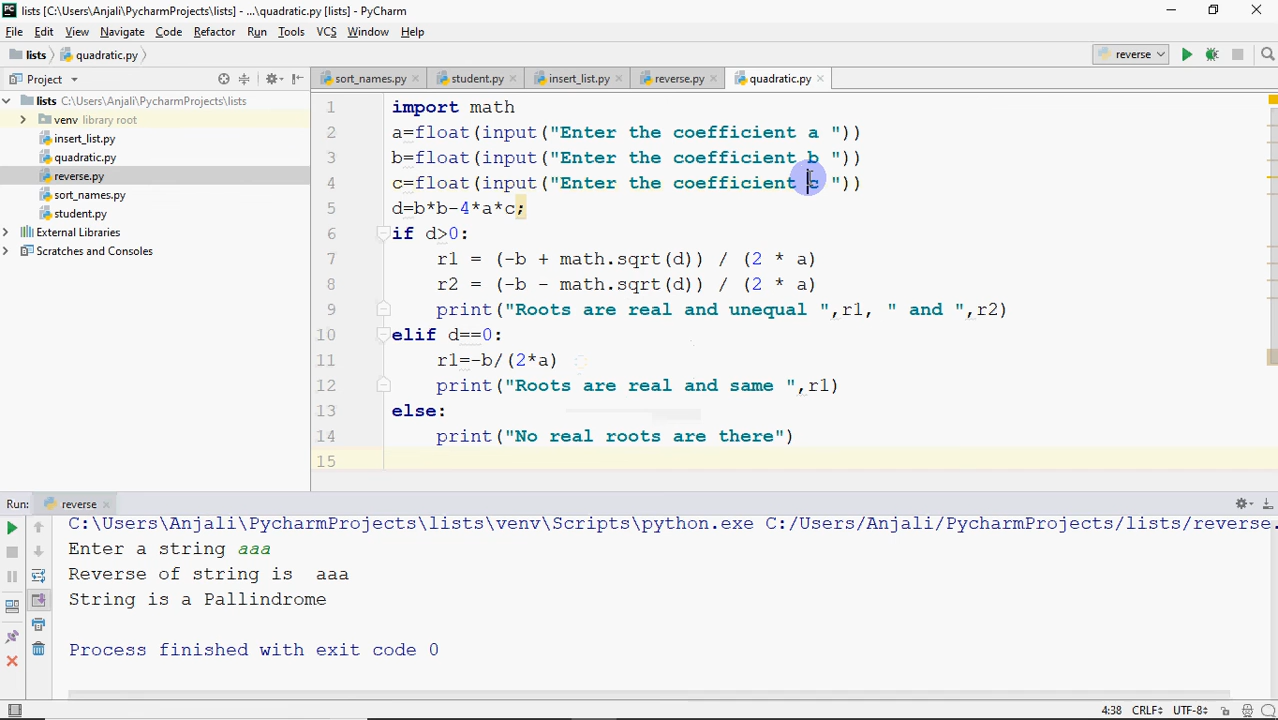 PC lists [C:\Users\Anjali\PycharmProjects\lists] - ...\quadratic.py [lists] - PyCharm
File Edit View Navigate Code Refactor Run Tools VCS Window Help
lists quadratic.py reverse
Project sort_names.py student.py insert_list.py reverse.py quadratic.py
lists C:\Users\Anjali\PycharmProjects\lists
venv library root
insert_list.py
quadratic.py
reverse.py
sort_names.py
student.py
External Libraries
Scratches and Consoles
1 import math
2 a=float(input("Enter the coefficient a "))
3 b=float(input("Enter the coefficient b "))
4 c=float(input("Enter the coefficient c "))
5 d=b*b-4*a*c;
6 if d>0:
7 r1 = (-b + math.sqrt(d)) / (2 * a)
8 r2 = (-b - math.sqrt(d)) / (2 * a)
9 print("Roots are real and unequal ",r1, " and ",r2)
10 elif d==0:
11 r1=-b/(2*a)
12 print("Roots are real and same ",r1)
13 else:
14 print("No real roots are there")
15
Run: reverse
C:\Users\Anjali\PycharmProjects\lists\venv\Scripts\python.exe C:/Users/Anjali/PycharmProjects/lists/reverse.
Enter a string aaa
Reverse of string is  aaa
String is a Pallindrome
Process finished with exit code 0
4:38 CRLF UTF-8